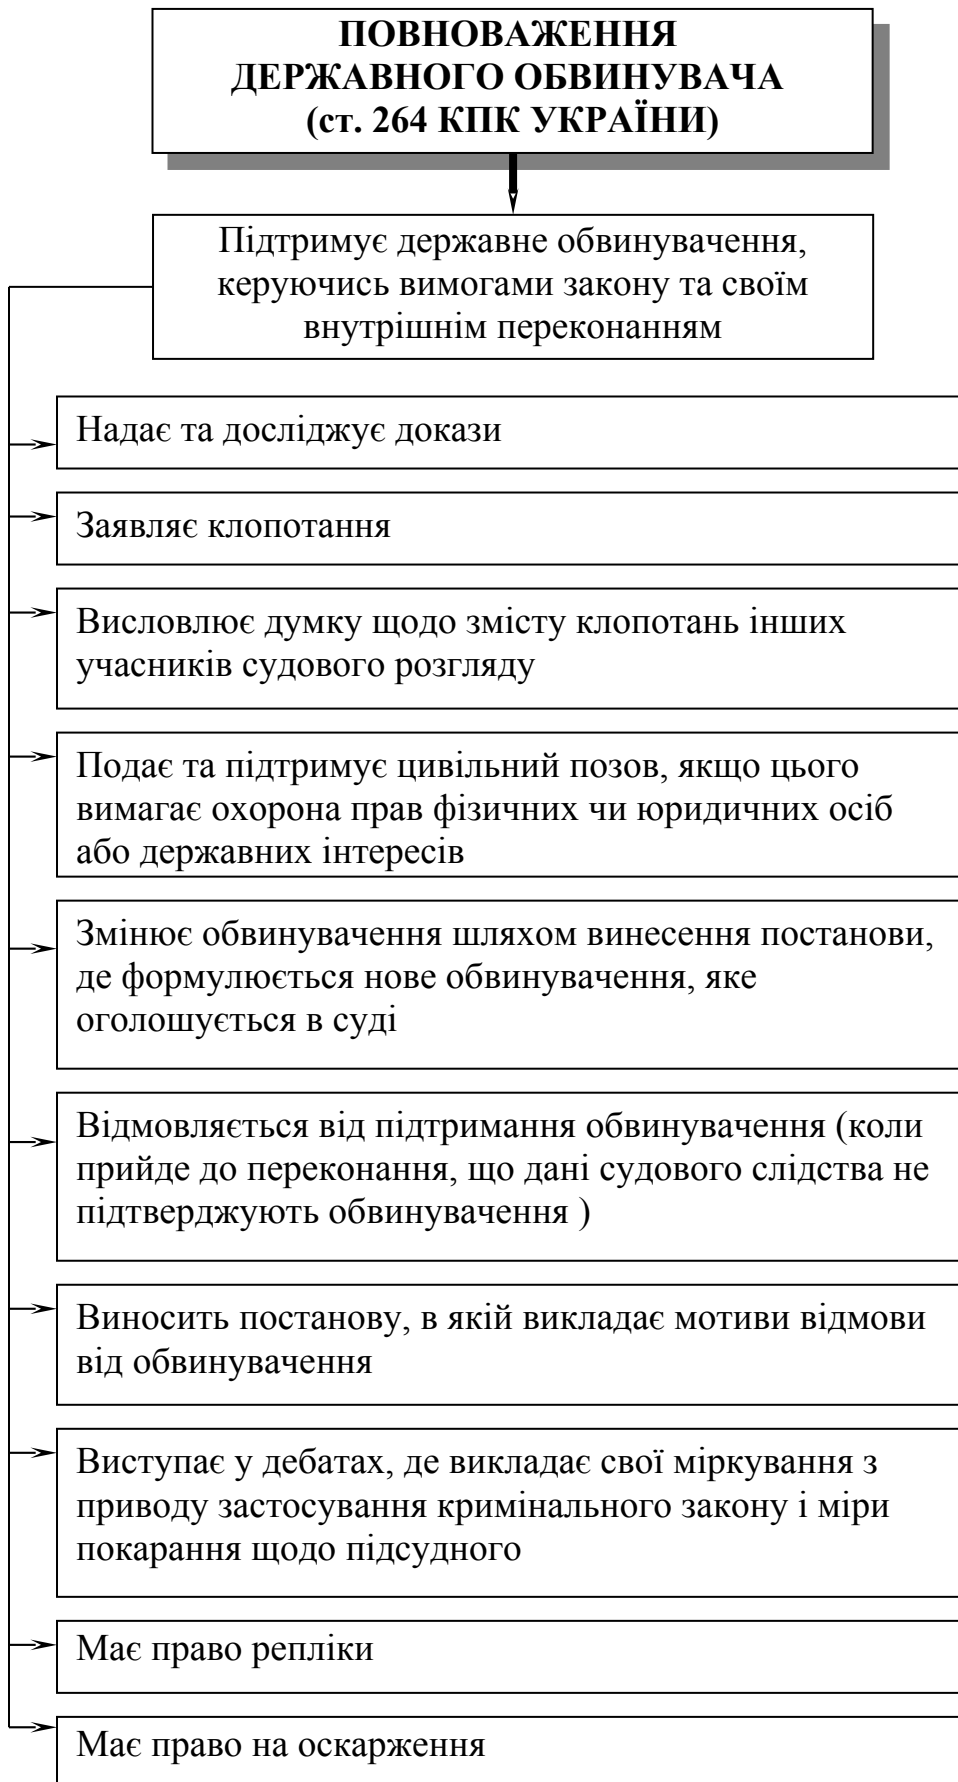 ПОВНОВАЖЕННЯ
ДЕРЖАВНОГО ОБВИНУВАЧА
(ст. 264 КПК УКРАЇНИ)
Підтримує державне обвинувачення,
керуючись вимогами закону та своїм
внутрішнім переконанням
Надає та досліджує докази
Заявляє клопотання
Висловлює думку щодо змісту клопотань інших
учасників судового розгляду
Подає та підтримує цивільний позов, якщо цього
вимагає охорона прав фізичних чи юридичних осіб
або державних інтересів
Змінює обвинувачення шляхом винесення постанови,
де формулюється нове обвинувачення, яке
оголошується в суді
Відмовляється від підтримання обвинувачення (коли
прийде до переконання, що дані судового слідства не
підтверджують обвинувачення )
Виносить постанову, в якій викладає мотиви відмови
від обвинувачення
Виступає у дебатах, де викладає свої міркування з
приводу застосування кримінального закону і міри
покарання щодо підсудного
Має право репліки
Має право на оскарження